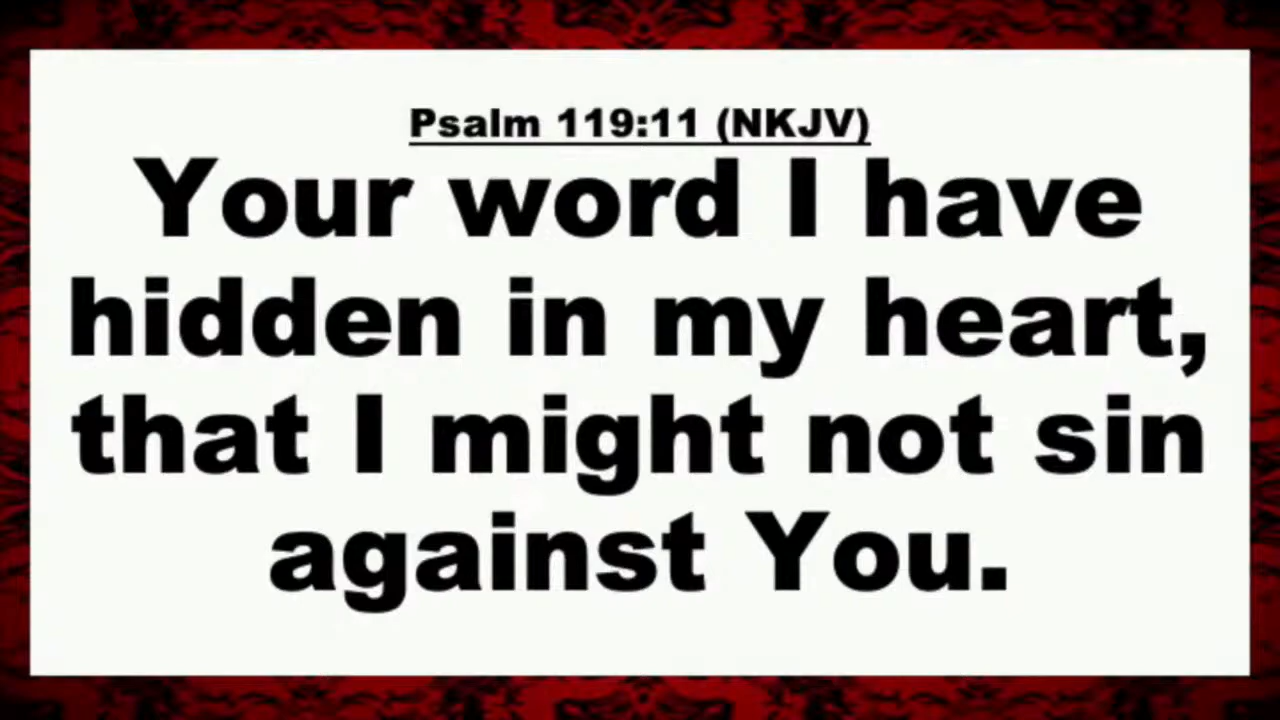 Psalm 119:11 (NKJV)
Your word I have
hidden in my heart,
that I might not sin
against You.